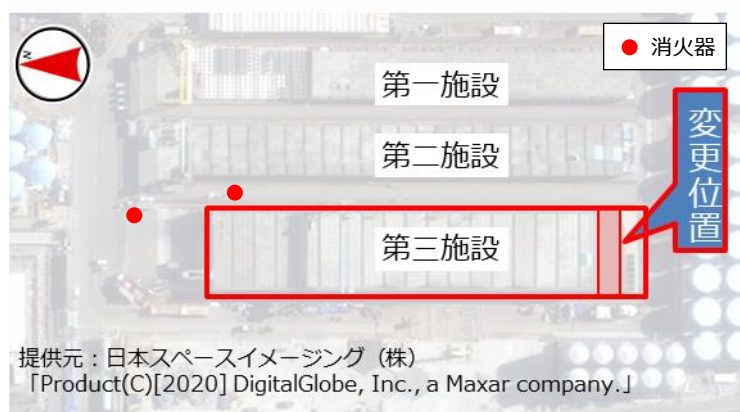 N
消火器
第一施設
第二施設
変更位置
第三施設
提供元：日本スペースイメージング（株）
「Product(C)[2020] DigitalGlobe, Inc., a Maxar company.」